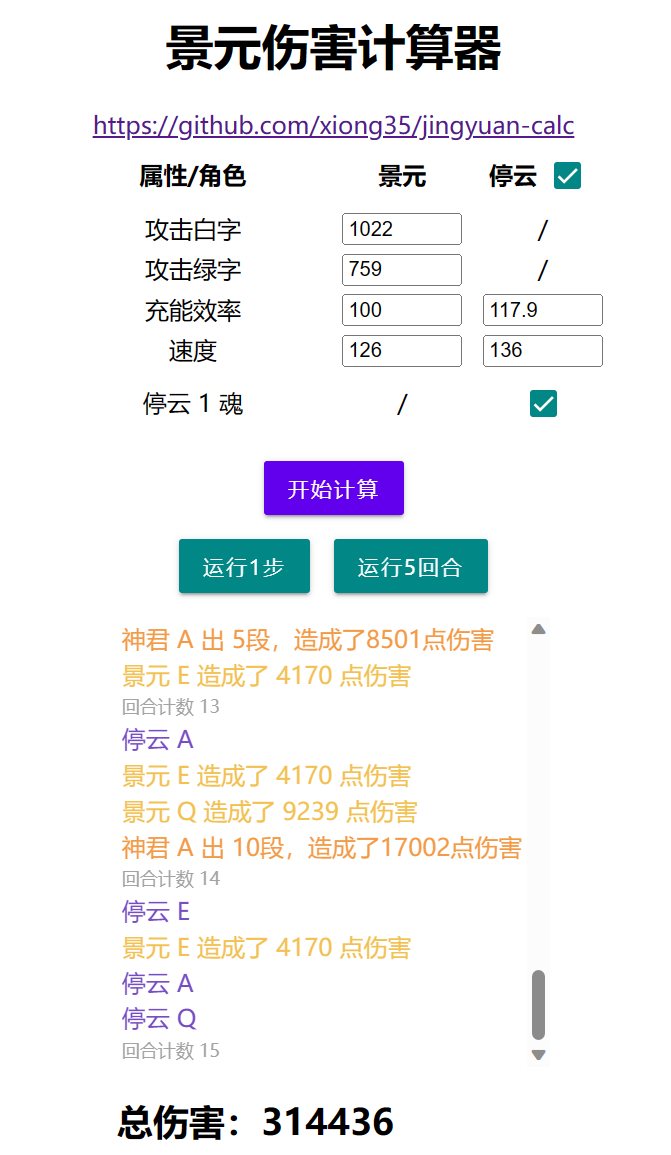 景元伤害计算器
https://github.com/xiong35/jingyuan-calc
属性/角色 景元 停云
攻击白字 1022 /
攻击绿字 759 /
充能效率 100 117.9
速度 126 136
停云 1 魂 /
开始计算
运行1步 运行5回合
神君 A 出 5段，造成了8501点伤害
景元 E 造成了 4170 点伤害
回合计数 13
停云 A
景元 E 造成了 4170 点伤害
景元 Q 造成了 9239 点伤害
神君 A 出 10段，造成了17002点伤害
回合计数 14
停云 E
景元 E 造成了 4170 点伤害
停云 A
停云 Q
回合计数 15
总伤害：314436